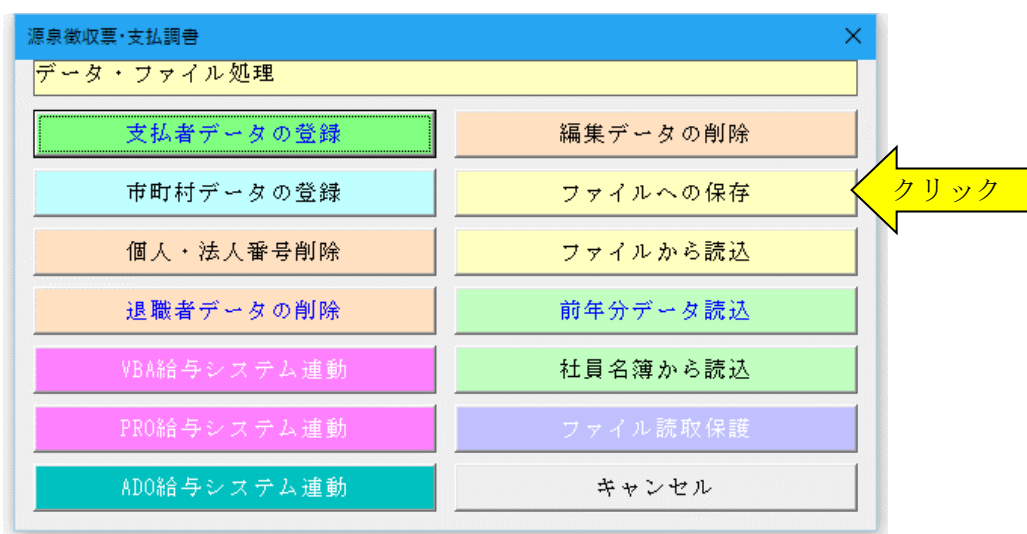 源泉徴収票・支払調書
データ・ファイル処理
支払者データの登録
編集データの削除
市町村データの登録
ファイルへの保存
クリック
個人・法人番号削除
ファイルから読込
退職者データの削除
前年分データ読込
VBA給与システム連動
社員名簿から読込
PRO給与システム連動
ファイル読取保護
ADO給与システム連動
キャンセル